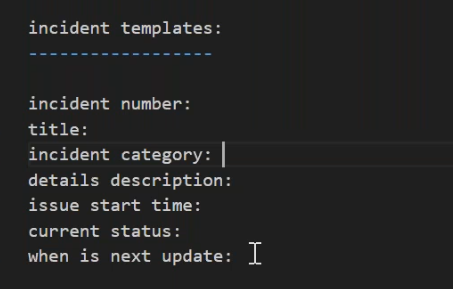 incident templates:
-----------------
incident number:
title:
incident category:
details description:
issue start time:
current status:
when is next update: